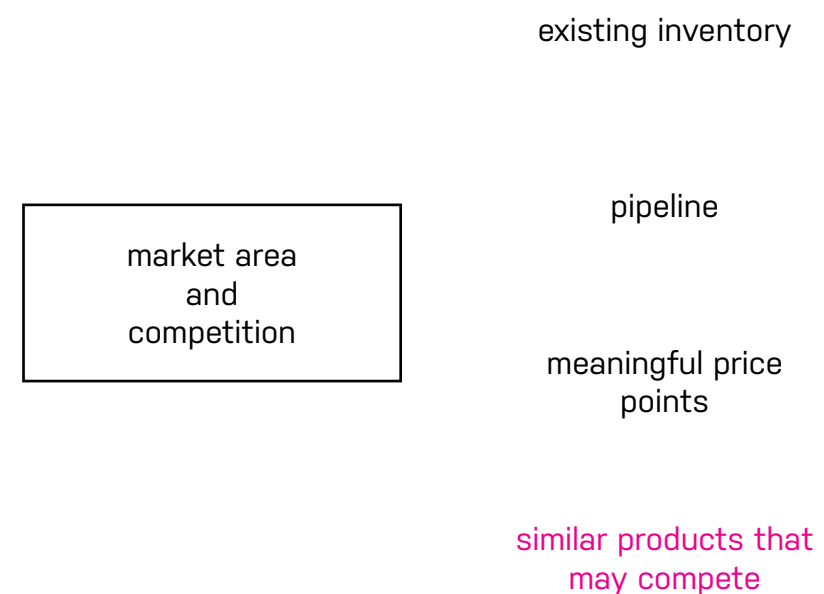 existing inventory
pipeline
market area
and
competition
meaningful price
points
similar products that
may compete